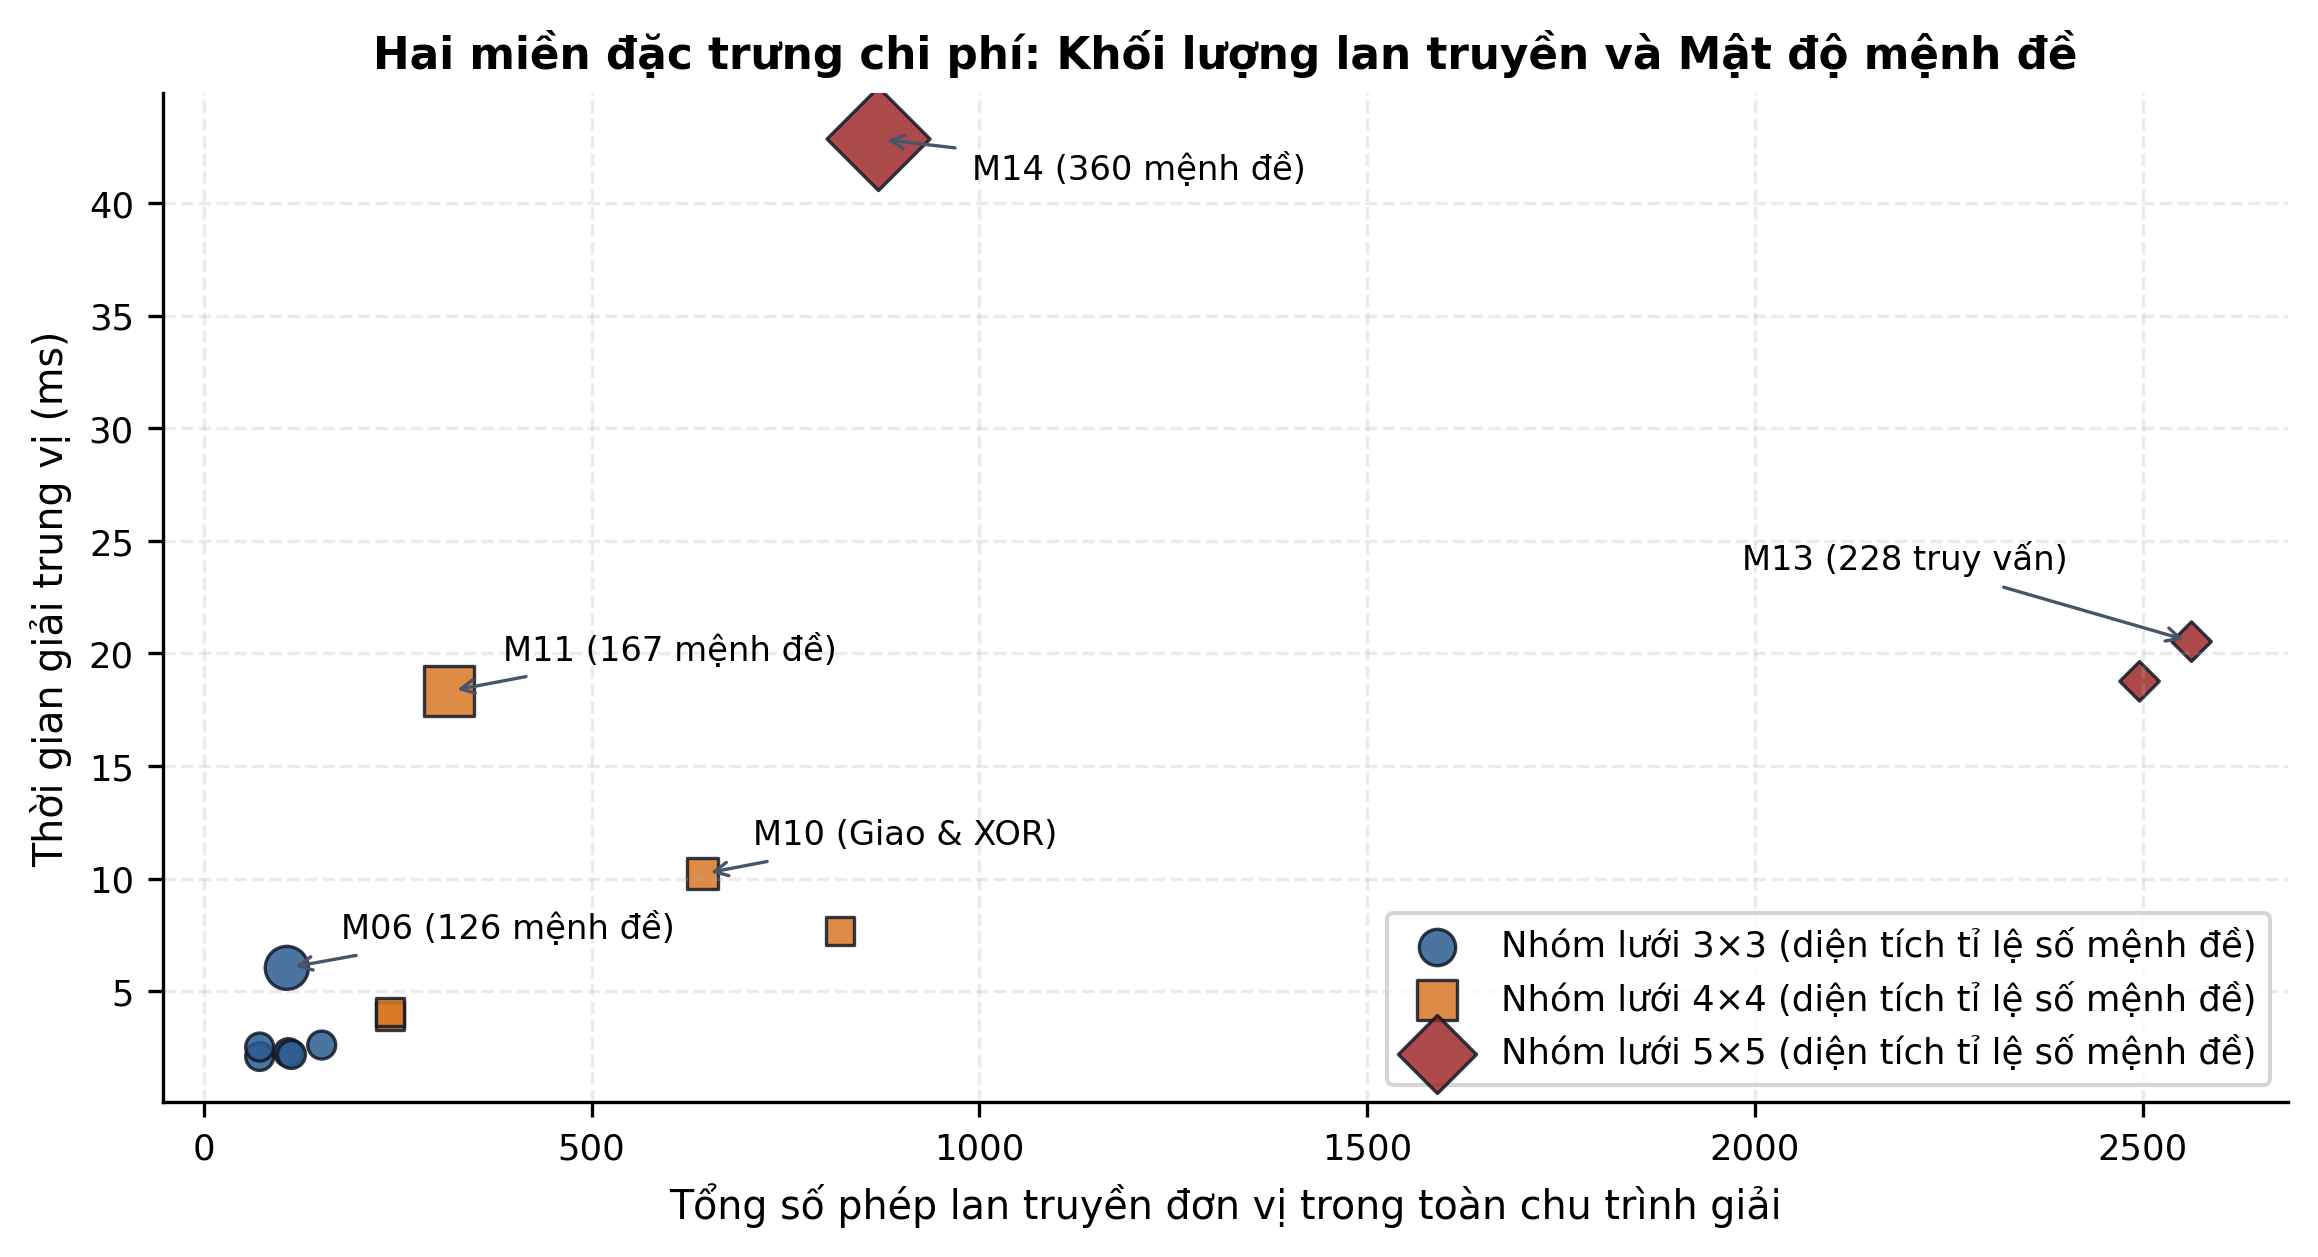 Hai miền đặc trưng chi phí: Khối lượng lan truyền và Mật độ mệnh đề
Thời gian giải trung vị (ms)
40
35
30
25
20
15
10
5
M14 (360 mệnh đề)
M13 (228 truy vấn)
M11 (167 mệnh đề)
M10 (Giao & XOR)
M06 (126 mệnh đề)
Nhóm lưới 3×3 (diện tích tỉ lệ số mệnh đề)
Nhóm lưới 4×4 (diện tích tỉ lệ số mệnh đề)
Nhóm lưới 5×5 (diện tích tỉ lệ số mệnh đề)
0 500 1000 1500 2000 2500
Tổng số phép lan truyền đơn vị trong toàn chu trình giải